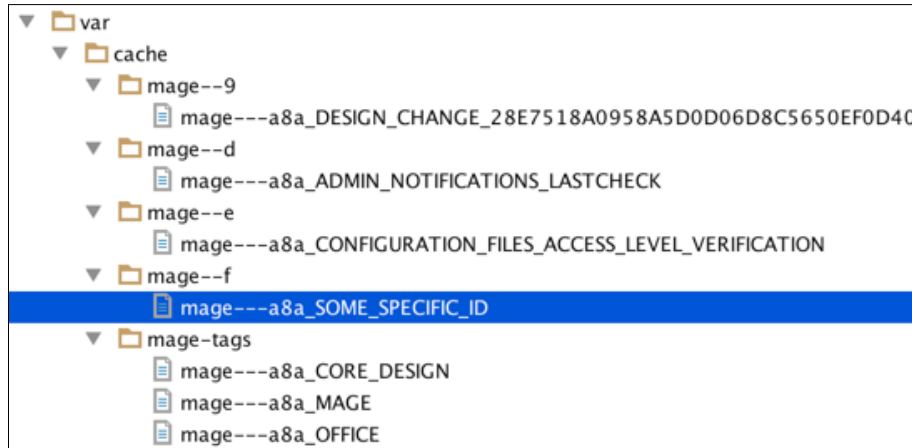 var
cache
mage--9
mage---a8a_DESIGN_CHANGE_28E7518A0958A5D0D06D8C5650EF0D40
mage--d
mage---a8a_ADMIN_NOTIFICATIONS_LASTCHECK
mage--e
mage---a8a_CONFIGURATION_FILES_ACCESS_LEVEL_VERIFICATION
mage--f
mage---a8a_SOME_SPECIFIC_ID
mage-tags
mage---a8a_CORE_DESIGN
mage---a8a_MAGE
mage---a8a_OFFICE